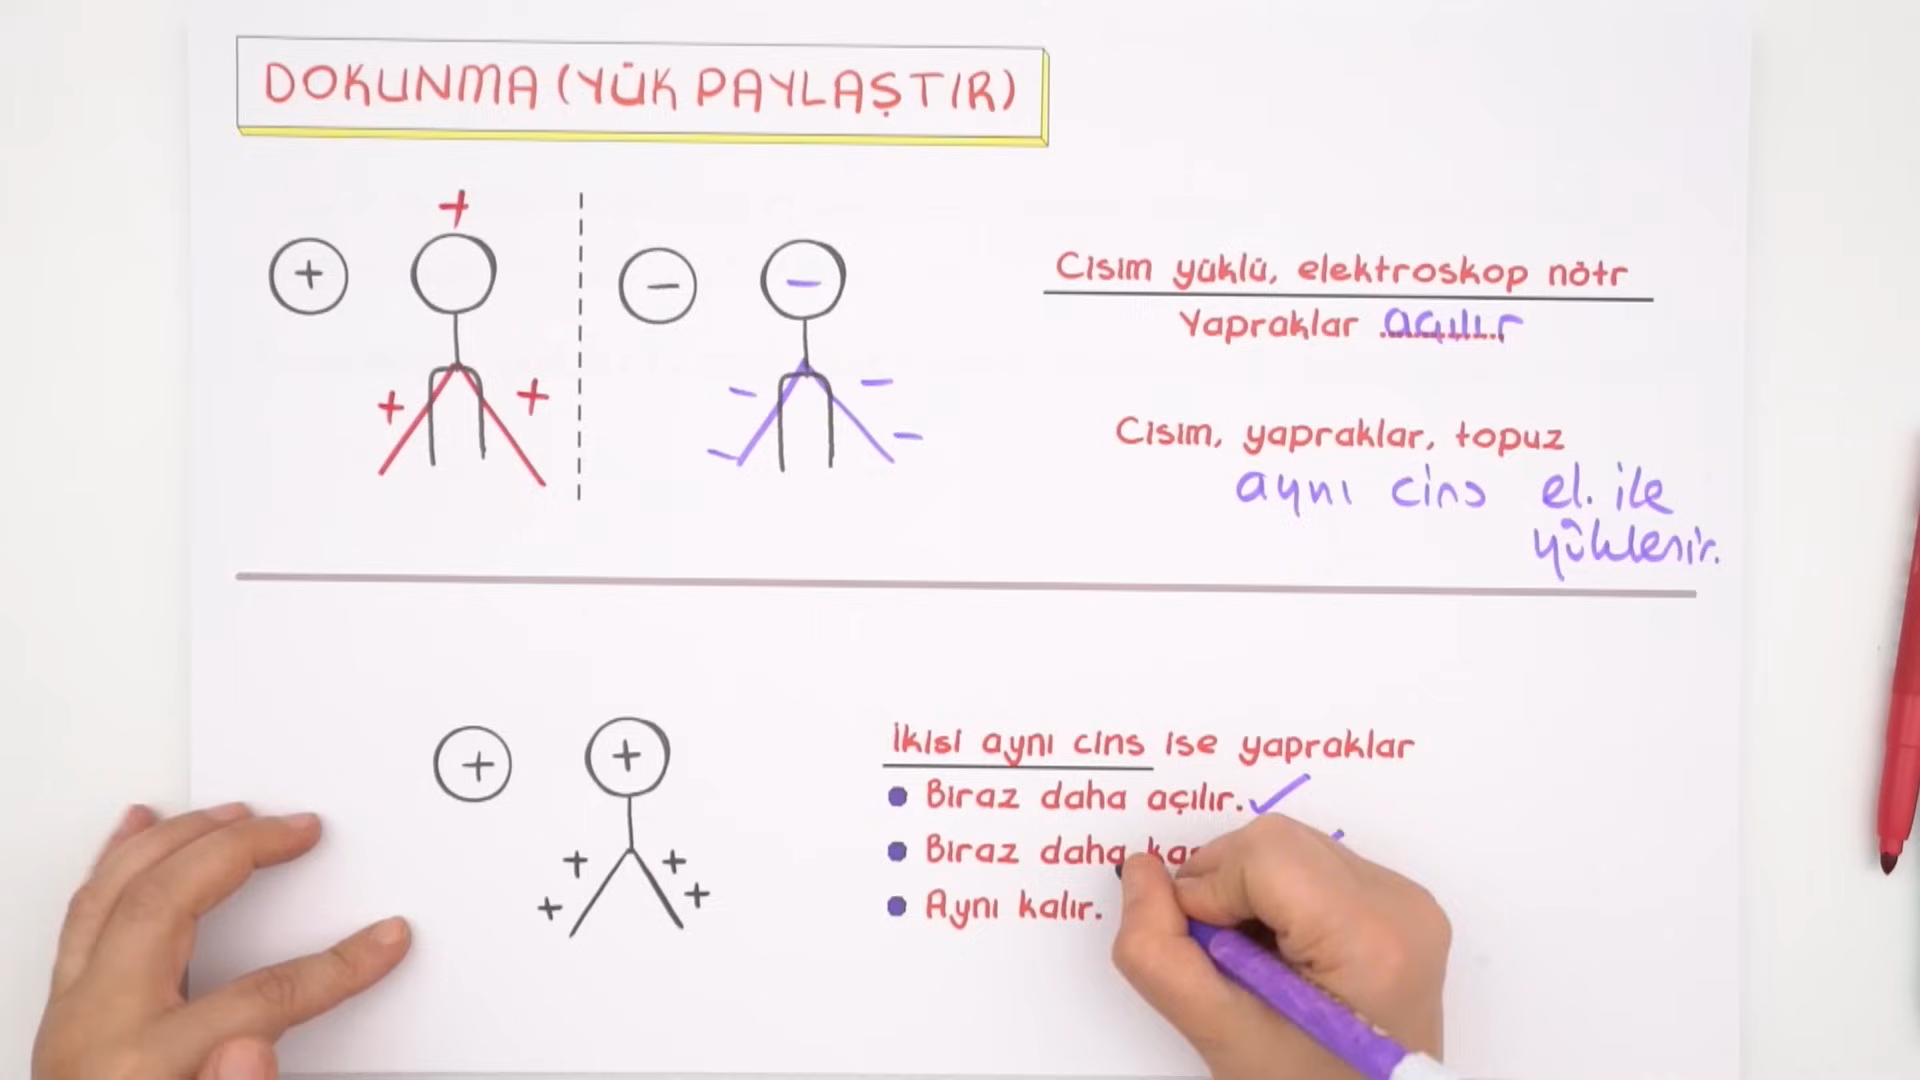 DOKUNMA (YÜK PAYLAŞTIR)
+
+
+ +
-
-
- -
- -
Cisim yüklü, elektroskop nötr
Yapraklar açılır
Cisim, yapraklar, topuz
aynı cins el. ile
yüklenir.
+
+
+ +
+ +
İkisi aynı cins ise yapraklar
Biraz daha açılır.
Biraz daha
Aynı kalır.